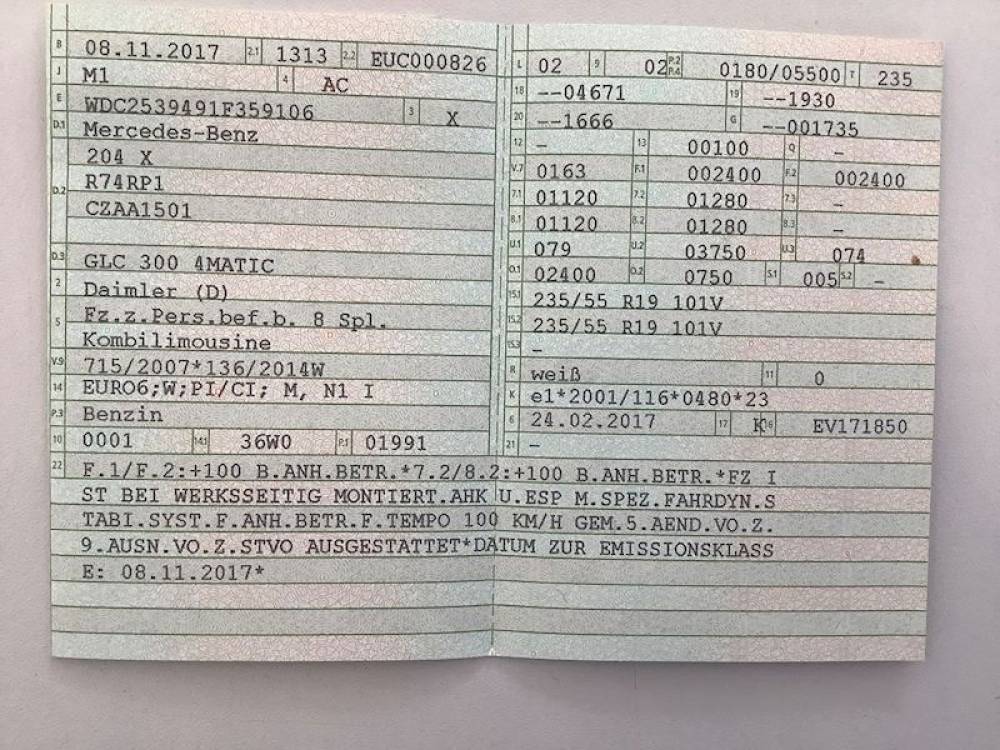 B 08.11.2017 2.1 1313 2.2 EUC000826
J M1 4 AC
E WDC2539491F359106 3 X
D.1 Mercedes-Benz
204 X
D.2 R74RP1
CZAA1501
D.3 GLC 300 4MATIC
2 Daimler (D)
5 Fz.z.Pers.bef.b. 8 Spl.
Kombilimousine
V.9 715/2007*136/2014W
14 EURO6;W;PI/CI; M, N1 I
P.3 Benzin
10 0001 14.1 36W0 P.1 01991
L 02 9 02 P.2 P.4 0180/05500 T 235
18 --04671 19 --1930
20 --1666 G --001735
12 - 13 00100 Q -
V.7 0163 F.1 002400 F.2 002400
7.1 01120 7.2 01280 7.3 -
8.1 01120 8.2 01280 8.3 -
U.1 079 U.2 03750 U.3 074
O.1 02400 O.2 0750 S.1 005 S.2 -
15.1 235/55 R19 101V
15.2 235/55 R19 101V
15.3 -
R weiß 11 0
K e1*2001/116*0480*23
6 24.02.2017 17 K 16 EV171850
21 -
22 F.1/F.2:+100 B.ANH.BETR.*7.2/8.2:+100 B.ANH.BETR.*FZ I
ST BEI WERKSSEITIG MONTIERT.AHK U.ESP M.SPEZ.FAHRDYN.S
TABI.SYST.F.ANH.BETR.F.TEMPO 100 KM/H GEM.5.AEND.VO.Z.
9.AUSN.VO.Z.STVO AUSGESTATTET*DATUM ZUR EMISSIONSKLASS
E: 08.11.2017*